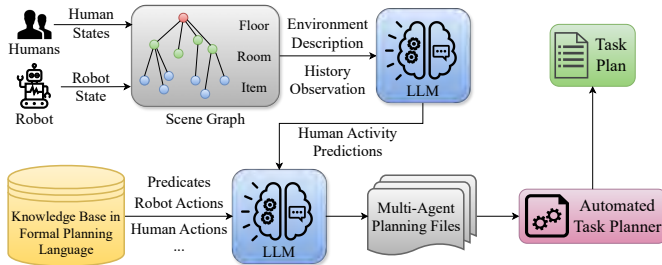 Human
States
Humans
Robot
State
Robot
Floor
Room
Item
Scene Graph
Environment
Description
History
Observation
LLM
Task
Plan
Human Activity
Predictions
Knowledge Base in
Formal Planning
Language
Predicates
Robot Actions
Human Actions
...
LLM
Multi-Agent
Planning Files
Automated
Task Planner